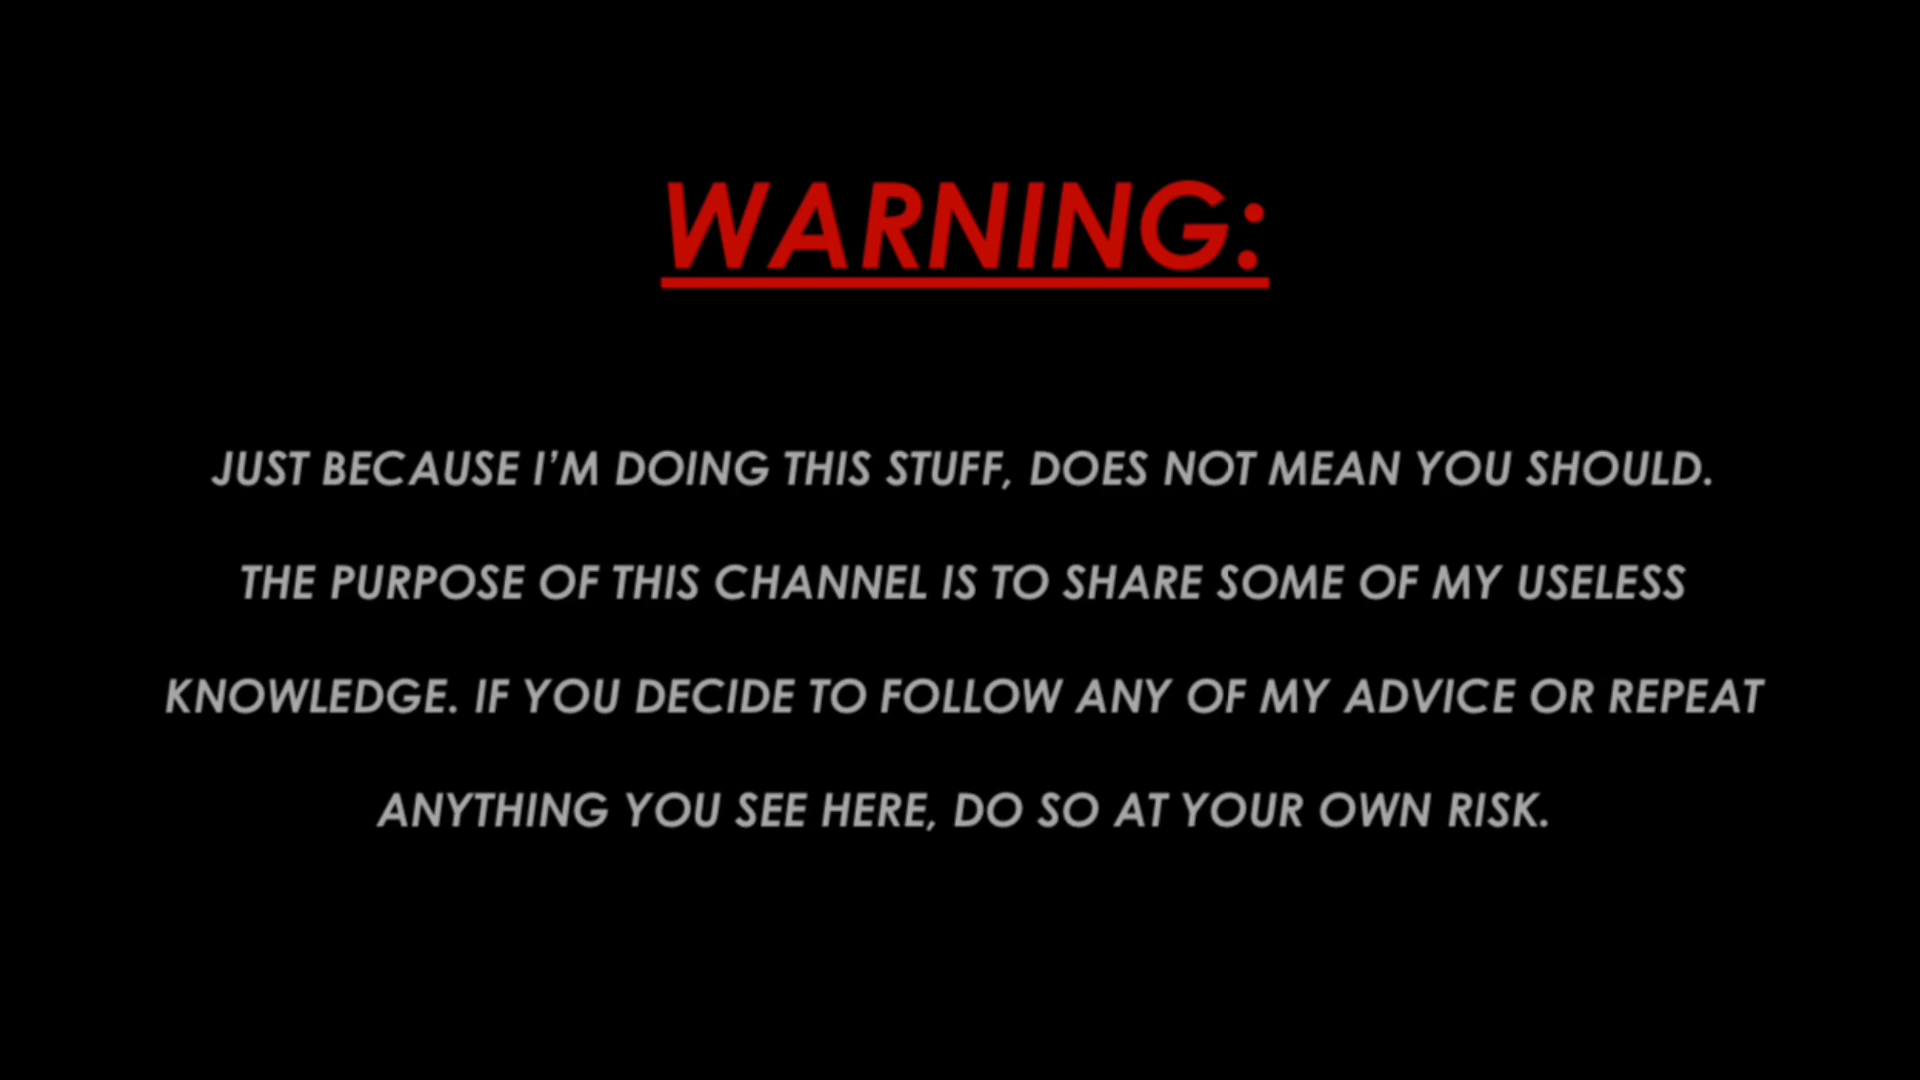 WARNING:
JUST BECAUSE I’M DOING THIS STUFF, DOES NOT MEAN YOU SHOULD.
THE PURPOSE OF THIS CHANNEL IS TO SHARE SOME OF MY USELESS
KNOWLEDGE. IF YOU DECIDE TO FOLLOW ANY OF MY ADVICE OR REPEAT
ANYTHING YOU SEE HERE, DO SO AT YOUR OWN RISK.